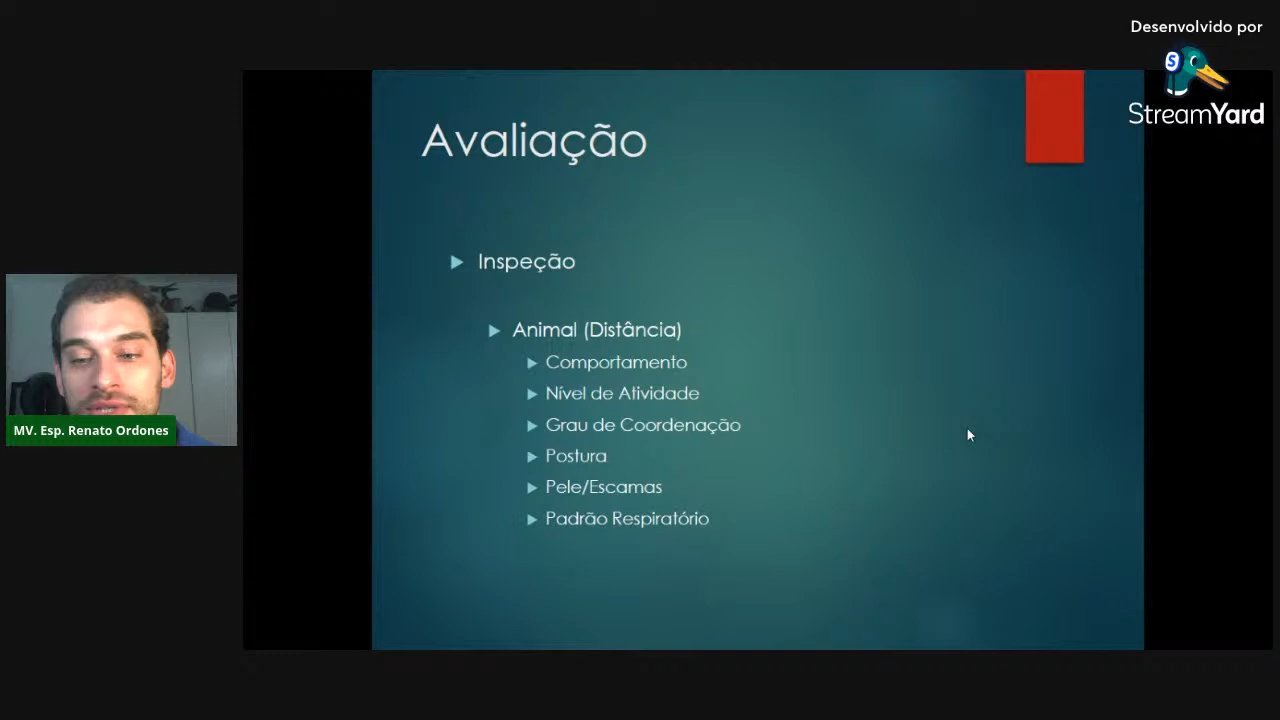 Desenvolvido por
StreamYard
Avaliação
Inspeção
Animal (Distância)
Comportamento
Nível de Atividade
Grau de Coordenação
Postura
Pele/Escamas
Padrão Respiratório
MV. Esp. Renato Ordones